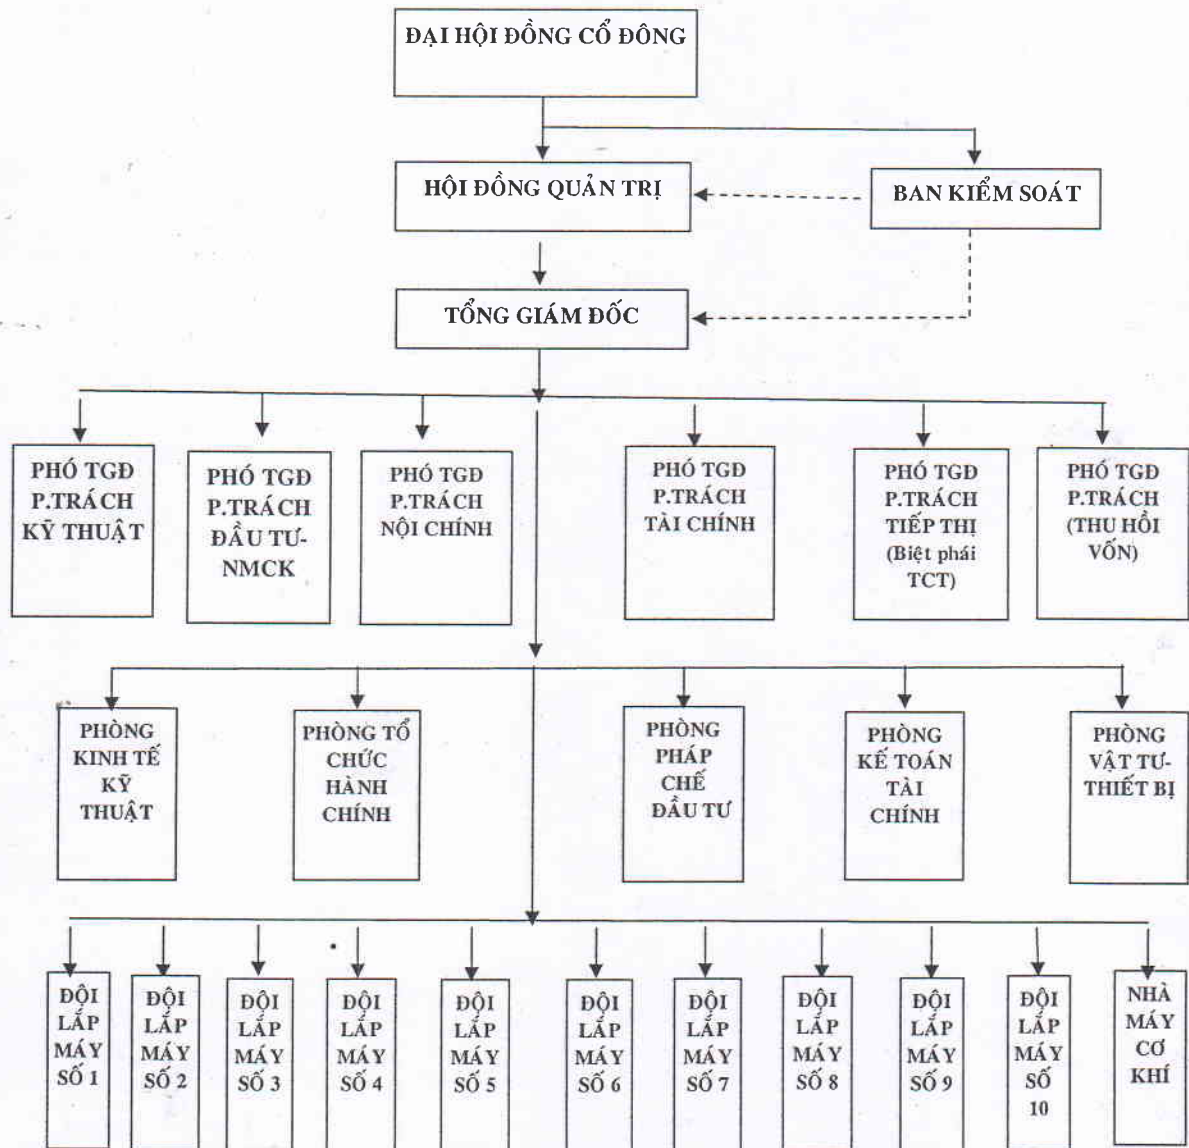 ĐẠI HỘI ĐỒNG CỔ ĐÔNG
HỘI ĐỒNG QUẢN TRỊ
BAN KIỂM SOÁT
TỔNG GIÁM ĐỐC
PHÓ TGĐ
P.TRÁCH
KỸ THUẬT
PHÓ TGĐ
P.TRÁCH
ĐẦU TƯ-
NMCK
PHÓ TGĐ
P.TRÁCH
NỘI CHÍNH
PHÓ TGĐ
P.TRÁCH
TÀI CHÍNH
PHÓ TGĐ
P.TRÁCH
TIẾP THỊ
(Biệt phái
TCT)
PHÓ TGĐ
P.TRÁCH
(THU HỒI
VỐN)
PHÒNG
KINH TẾ
KỸ
THUẬT
PHÒNG TỔ
CHỨC
HÀNH
CHÍNH
PHÒNG
PHÁP
CHẾ
ĐẦU TƯ
PHÒNG
KẾ TOÁN
TÀI
CHÍNH
PHÒNG
VẬT TƯ-
THIẾT BỊ
ĐỘI
LẮP
MÁY
SỐ 1
ĐỘI
LẮP
MÁY
SỐ 2
ĐỘI
LẮP
MÁY
SỐ 3
ĐỘI
LẮP
MÁY
SỐ 4
ĐỘI
LẮP
MÁY
SỐ 5
ĐỘI
LẮP
MÁY
SỐ 6
ĐỘI
LẮP
MÁY
SỐ 7
ĐỘI
LẮP
MÁY
SỐ 8
ĐỘI
LẮP
MÁY
SỐ 9
ĐỘI
LẮP
MÁY
SỐ
10
NHÀ
MÁY
CƠ
KHÍ